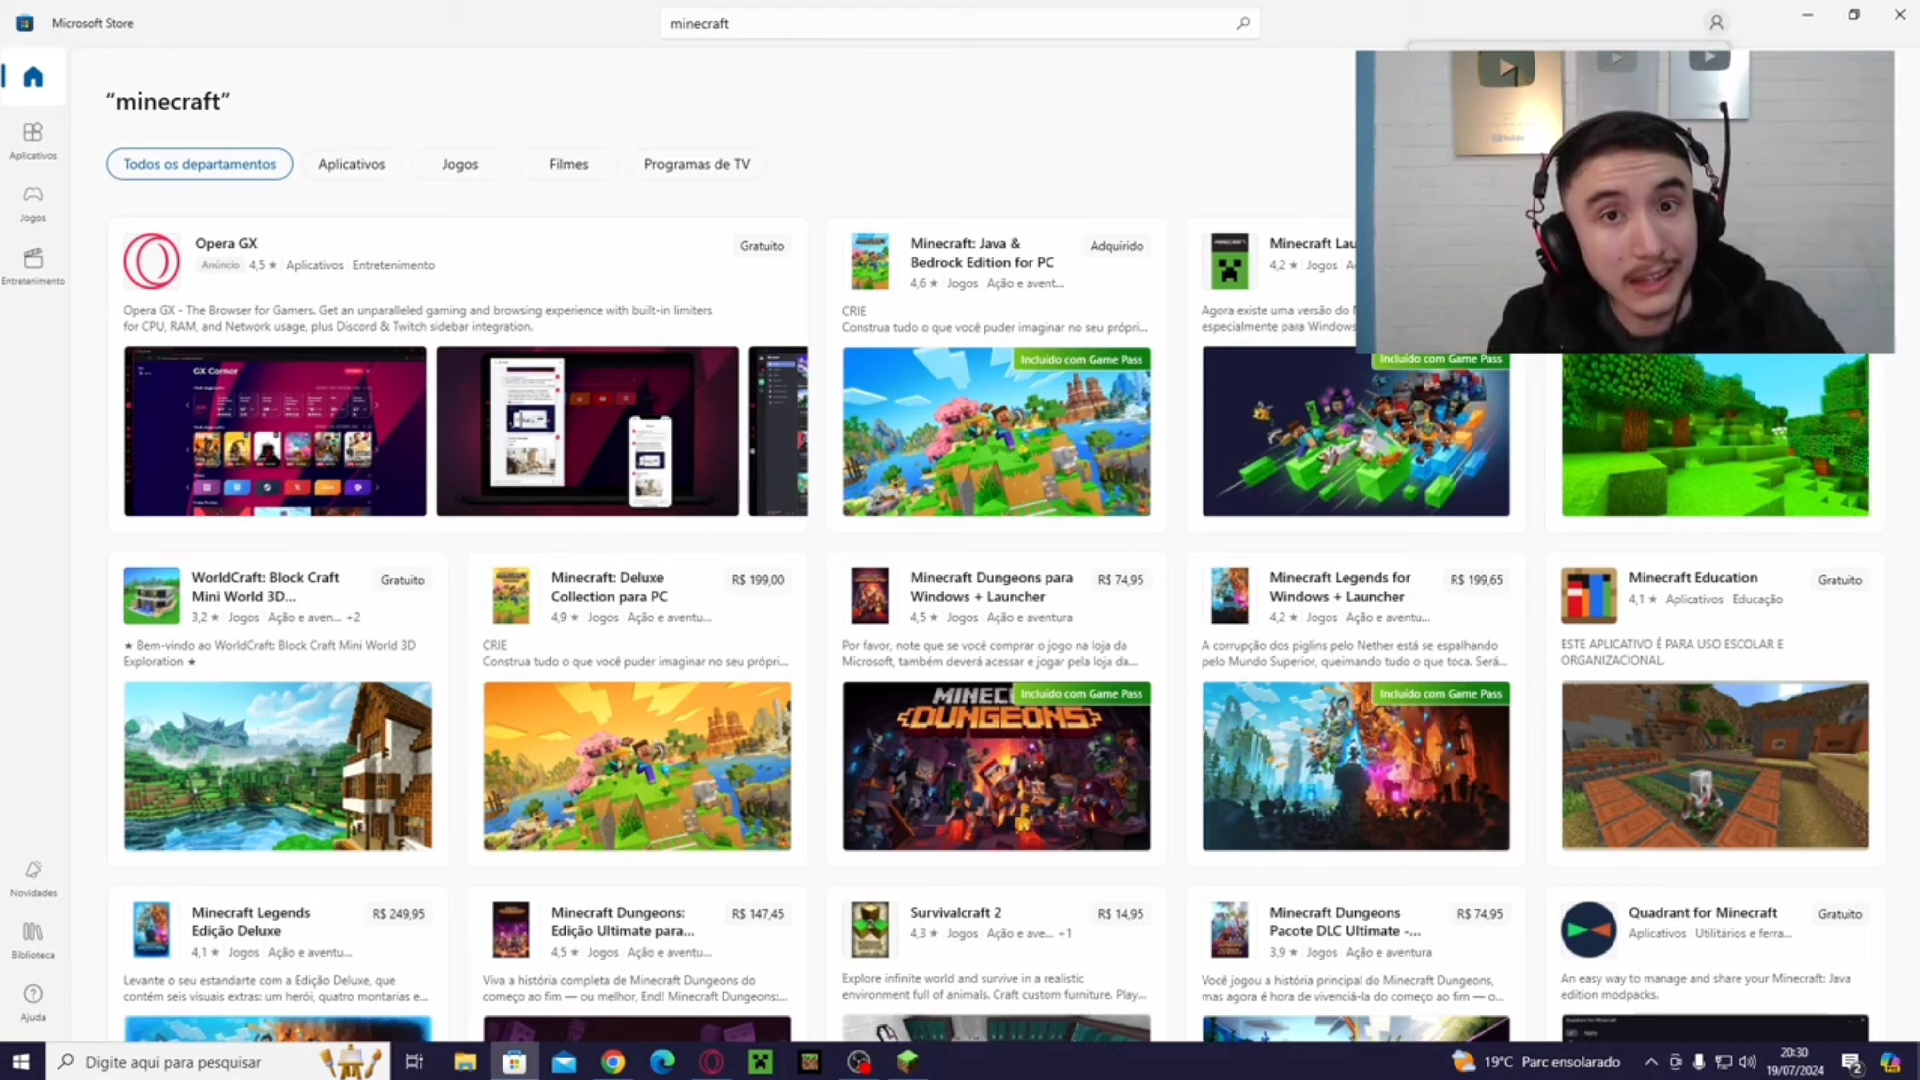 Microsoft Store
minecraft
“minecraft”
Todos os departamentos
Aplicativos
Jogos
Filmes
Programas de TV
Aplicativos
Jogos
Entretenimento
Novidades
Biblioteca
Ajuda
Opera GX
Gratuito
Anúncio 4,5 ★ Aplicativos Entretenimento
Opera GX - The Browser for Gamers. Get an unparalleled gaming and browsing experience with built-in limiters
for CPU, RAM, and Network usage, plus Discord & Twitch sidebar integration.
GX Corner
Minecraft: Java &
Bedrock Edition for PC
Adquirido
4,6 ★ Jogos Ação e avent...
CRIE
Construa tudo o que você puder imaginar no seu própri...
Incluído com Game Pass
Minecraft Lau
4,2 ★ Jogos A
Agora existe uma versão do
especialmente para Windows
Incluído com Game Pass
WorldCraft: Block Craft
Mini World 3D...
Gratuito
3,2 ★ Jogos Ação e aven... +2
★ Bem-vindo ao WorldCraft: Block Craft Mini World 3D
Exploration ★
Minecraft: Deluxe
Collection para PC
R$ 199,00
4,9 ★ Jogos Ação e aventu...
CRIE
Construa tudo o que você puder imaginar no seu própri...
Minecraft Dungeons para
Windows + Launcher
R$ 74,95
4,5 ★ Jogos Ação e aventura
Por favor, note que se você comprar o jogo na loja da
Microsoft, também deverá acessar e jogar pela loja da...
Incluído com Game Pass
DUNGEONS
Minecraft Legends for
Windows + Launcher
R$ 199,65
4,2 ★ Jogos Ação e aventu...
A corrupção dos piglins pelo Nether está se espalhando
pelo Mundo Superior, queimando tudo o que toca. Será...
Incluído com Game Pass
Minecraft Education
Gratuito
4,1 ★ Aplicativos Educação
ESTE APLICATIVO É PARA USO ESCOLAR E
ORGANIZACIONAL.
Minecraft Legends
Edição Deluxe
R$ 249,95
4,1 ★ Jogos Ação e aventu...
Levante o seu estandarte com a Edição Deluxe, que
contém seis visuais extras: um herói, quatro montarias e...
Minecraft Dungeons:
Edição Ultimate para...
R$ 147,45
4,5 ★ Jogos Ação e aventu...
Viva a história completa de Minecraft Dungeons do
começo ao fim — ou melhor, End! Minecraft Dungeons:...
Survivalcraft 2
R$ 14,95
4,3 ★ Jogos Ação e ave... +1
Explore infinite world and survive in a realistic
environment full of animals. Craft custom furniture. Play...
Minecraft Dungeons
Pacote DLC Ultimate -...
R$ 74,95
3,9 ★ Jogos Ação e aventura
Você jogou a história principal do Minecraft Dungeons,
mas agora é hora de vivenciá-la do começo ao fim — o...
Quadrant for Minecraft
Gratuito
Aplicativos Utilitários e ferra...
An easy way to manage and share your Minecraft: Java
edition modpacks.
Digite aqui para pesquisar
19°C Parc ensolarado
20:30
19/07/2024
2